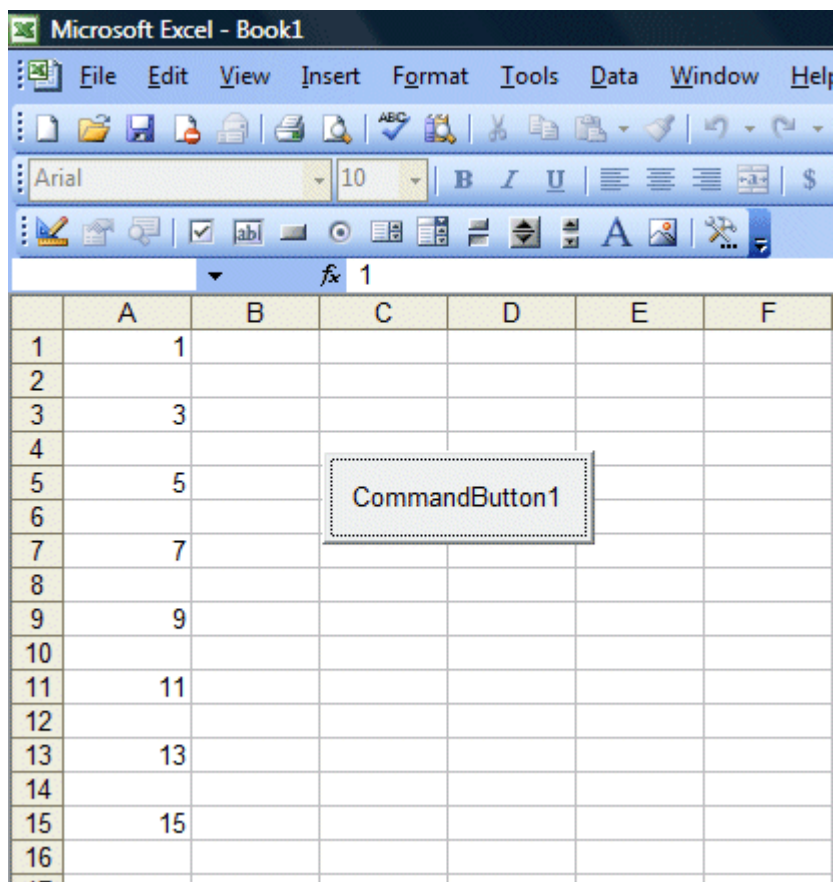 Microsoft Excel - Book1
File Edit View Insert Format Tools Data Window Help
ABC
Arial 10 B I U a $
ab A
fx 1
A B C D E F
1 1
2
3 3
4
5 5
6
CommandButton1
7 7
8
9 9
10
11 11
12
13 13
14
15 15
16